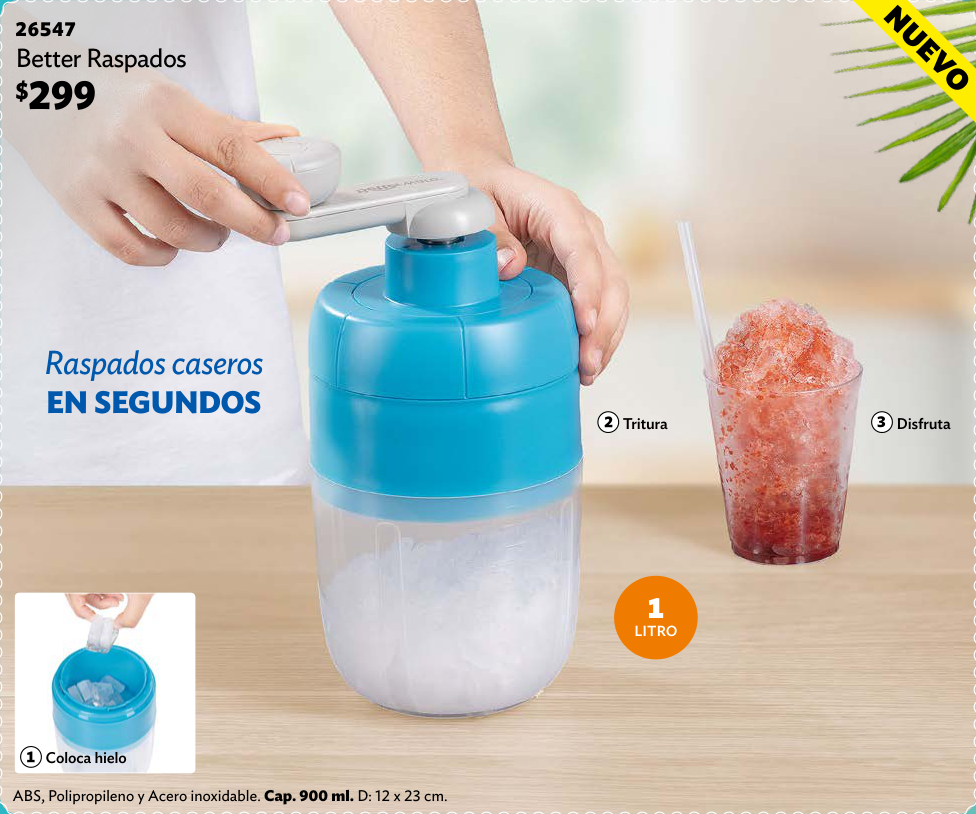 26547
Better Raspados
$299
NUEVO
Raspados caseros
EN SEGUNDOS
2 Tritura
3 Disfruta
1
LITRO
1 Coloca hielo
ABS, Polipropileno y Acero inoxidable. Cap. 900 ml. D: 12 x 23 cm.